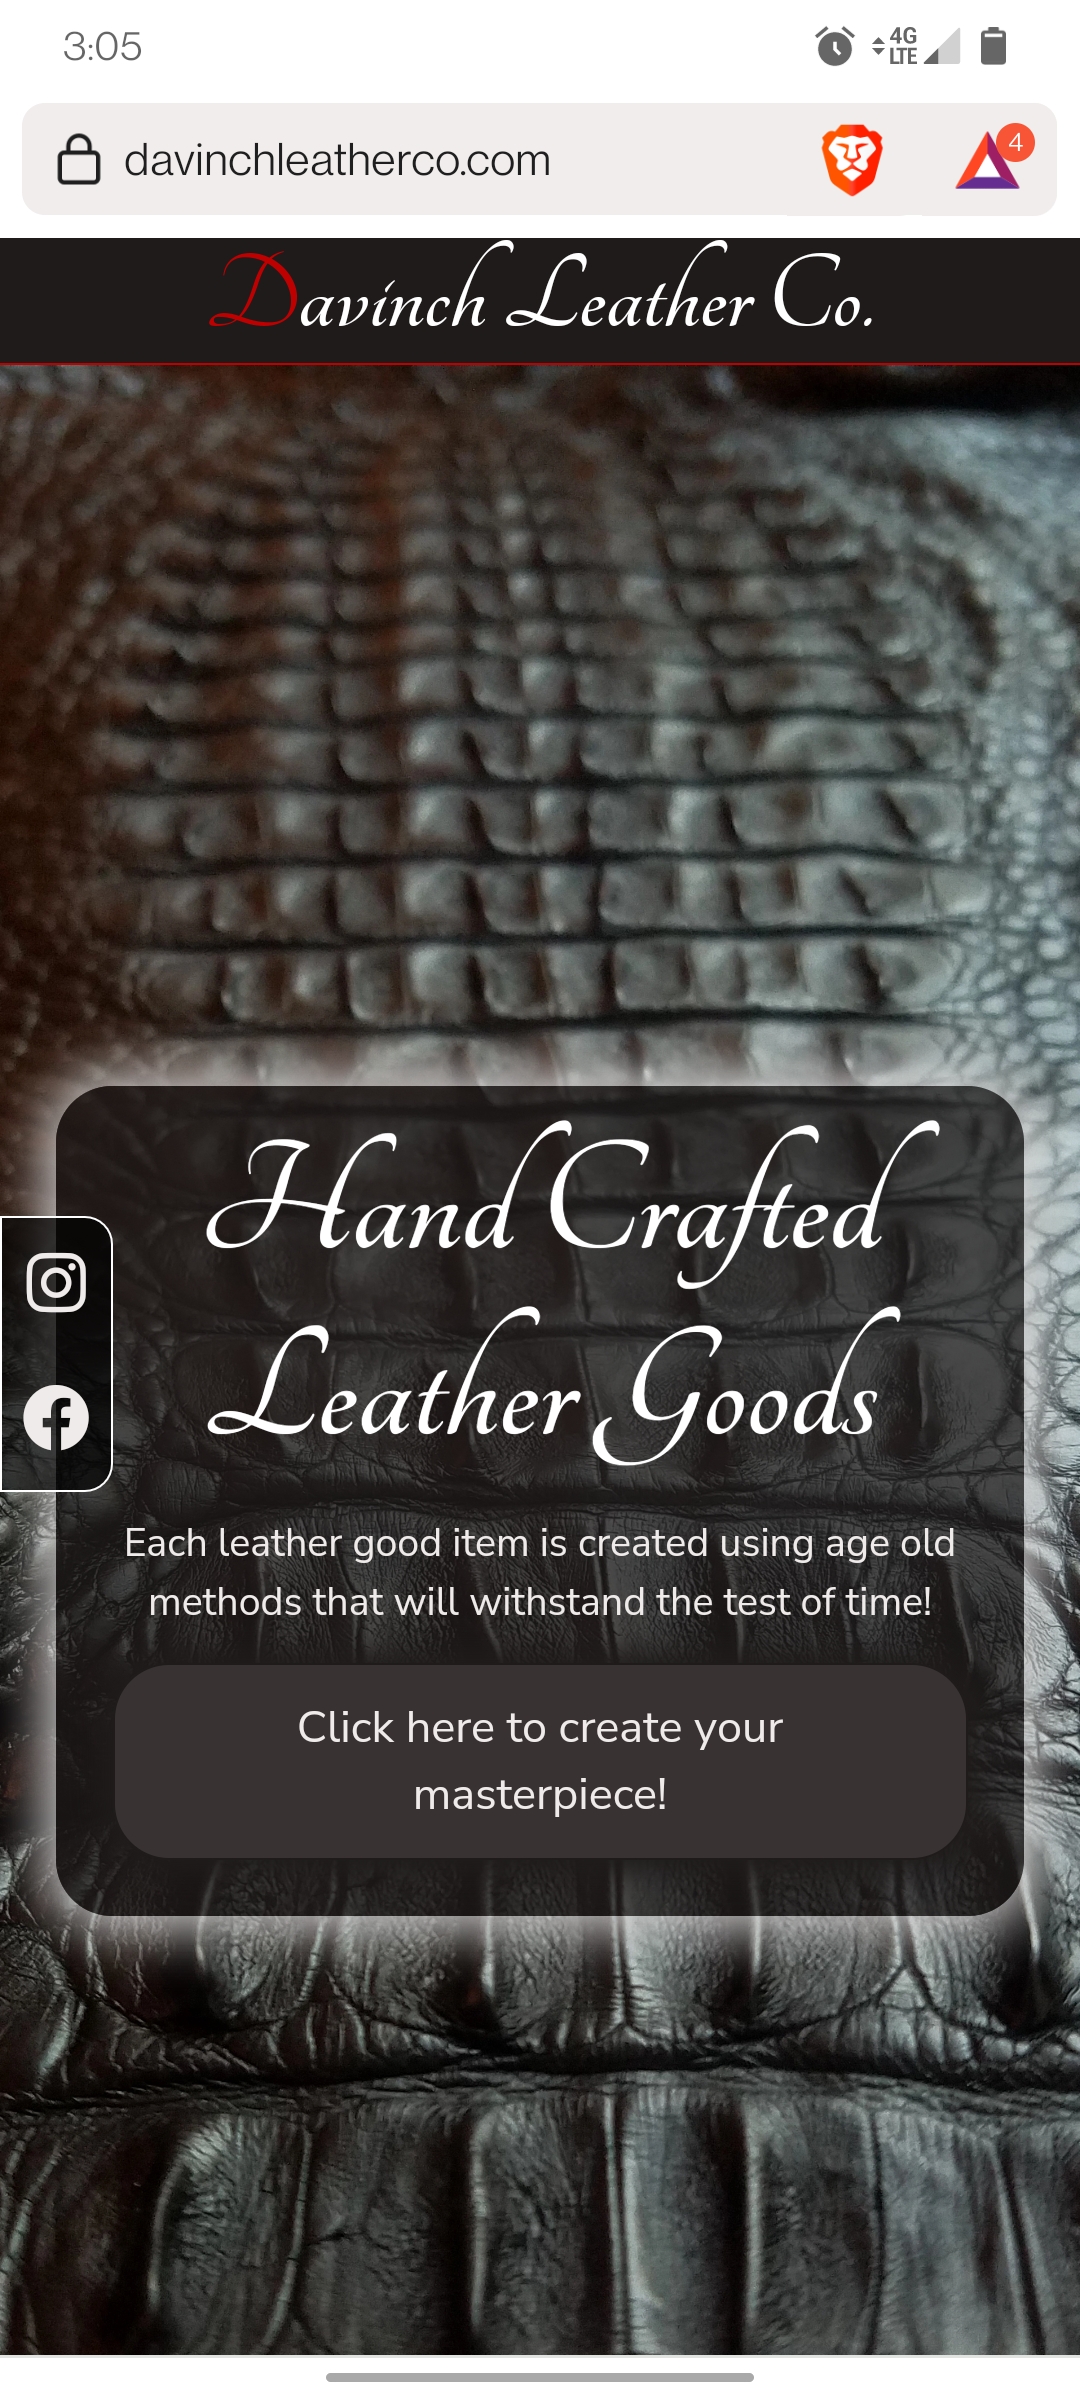 3:05
4G
LTE
davinchleatherco.com
4
Davinch Leather Co.
Hand Crafted
Leather Goods
Each leather good item is created using age old
methods that will withstand the test of time!
Click here to create your
masterpiece!